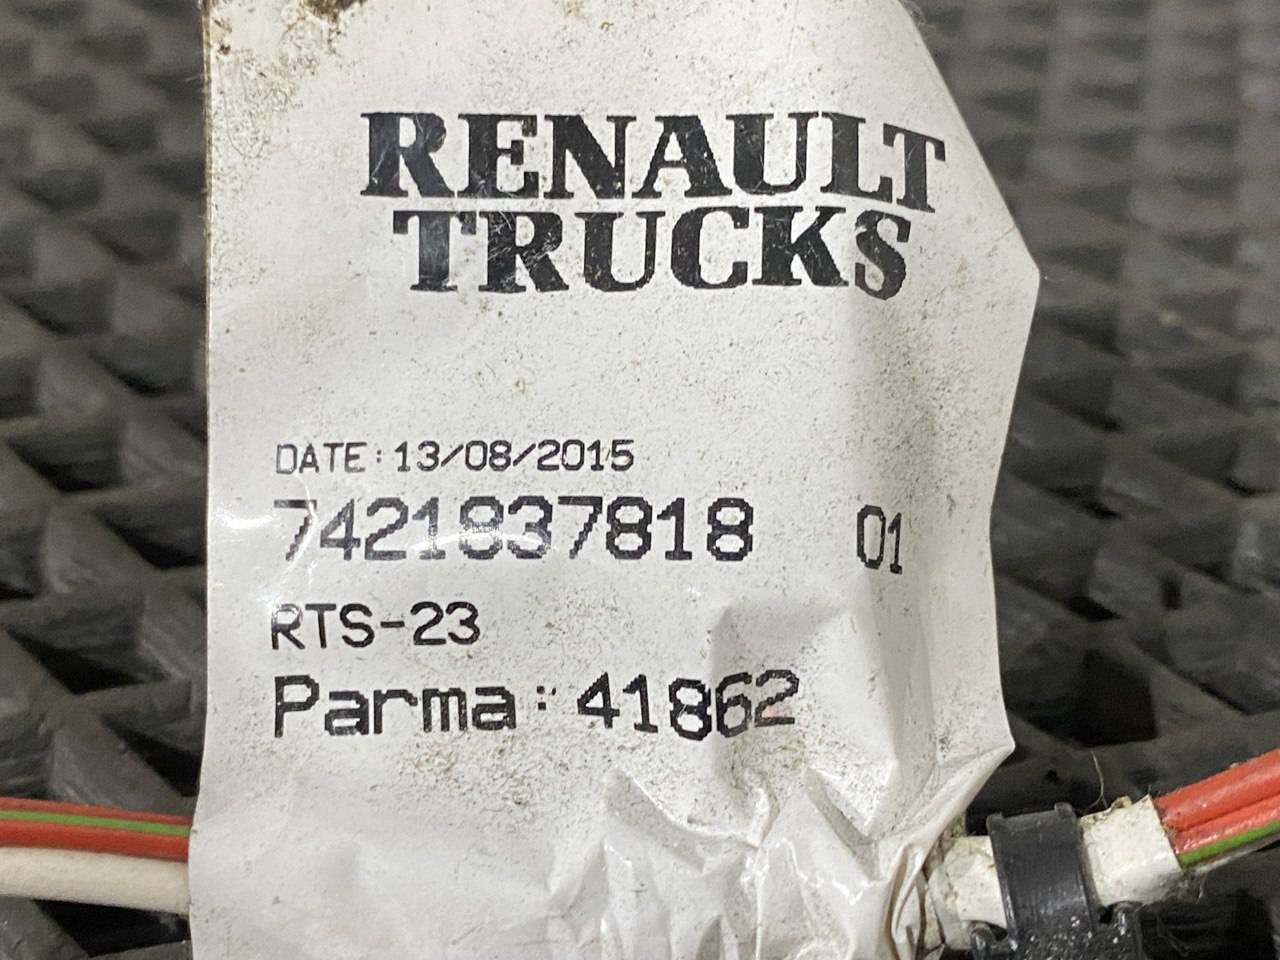 RENAULT
TRUCKS
DATE:13/08/2015
7421837818 01
RTS-23
Parma: 41862